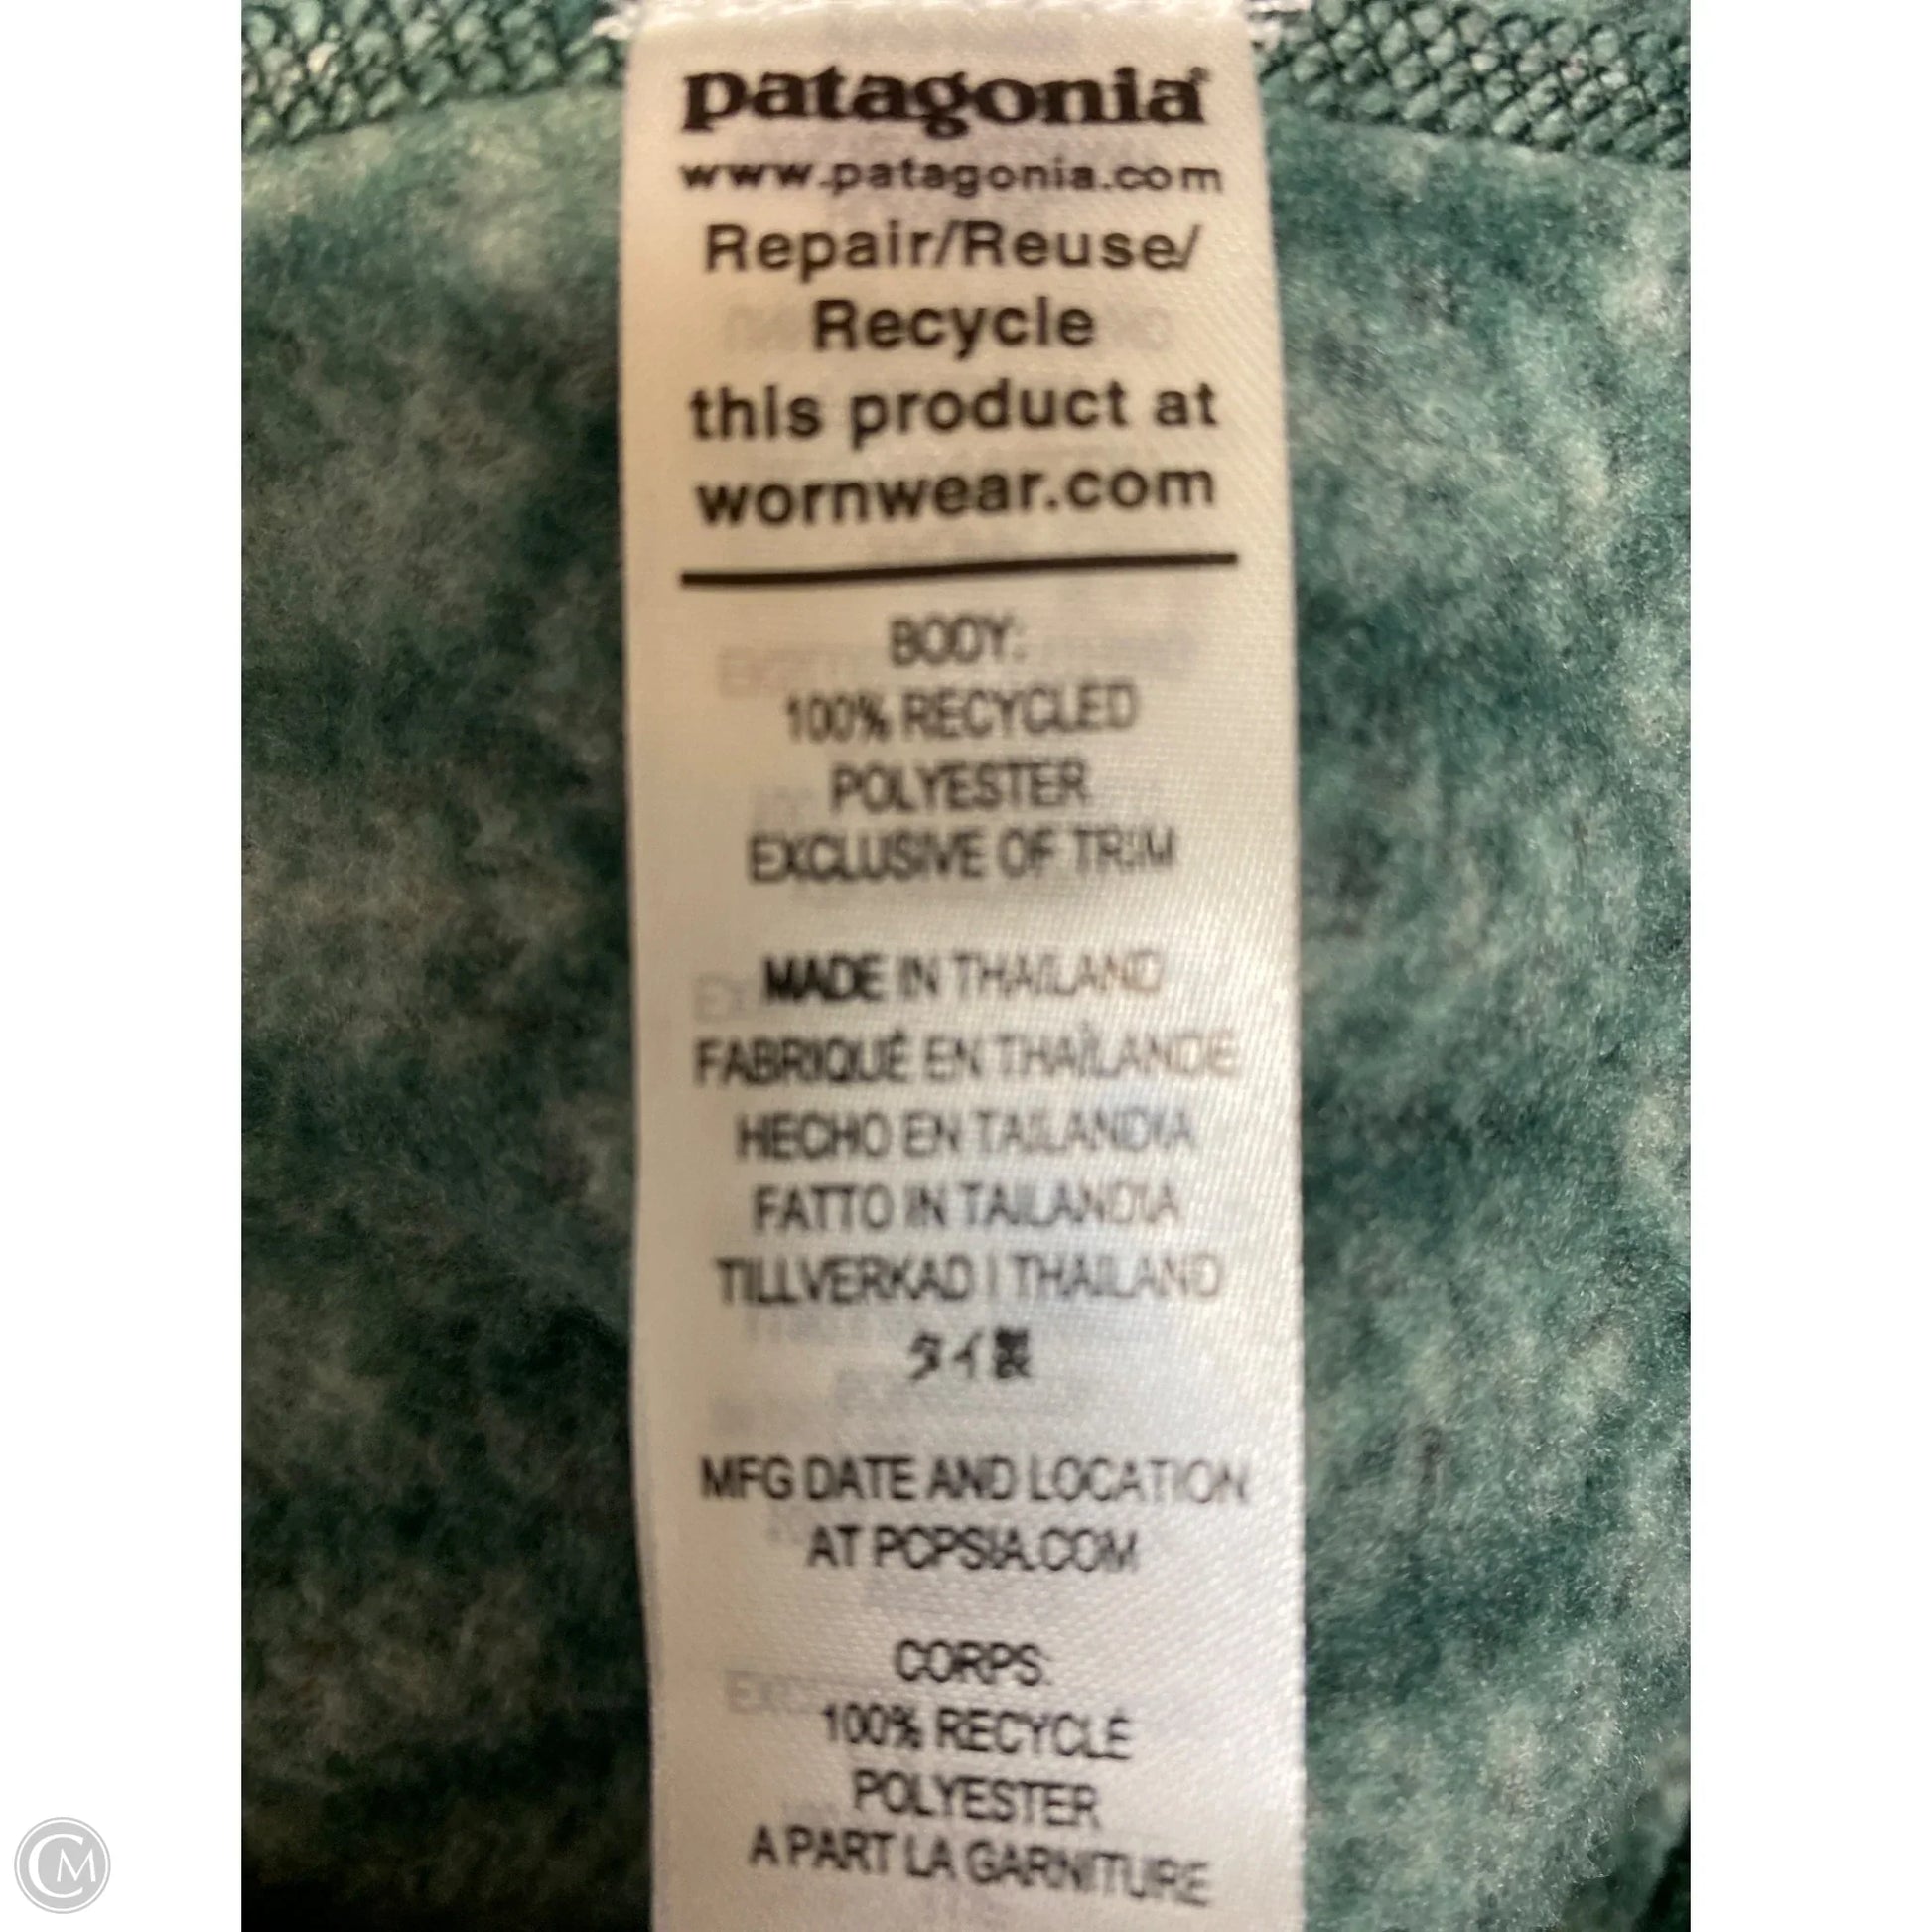 patagonia®
www.patagonia.com
Repair/Reuse/
Recycle
this product at
wornwear.com
BODY:
100% RECYCLED
POLYESTER
EXCLUSIVE OF TRIM
MADE IN THAILAND
FABRIQUÉ EN THAÏLANDE
HECHO EN TAILANDIA
FATTO IN TAILANDIA
TILLVERKAD I THAILAND
タイ製
MFG DATE AND LOCATION
AT PCPSIA.COM
CORPS:
100% RECYCLÉ
POLYESTER
A PART LA GARNITURE
CM